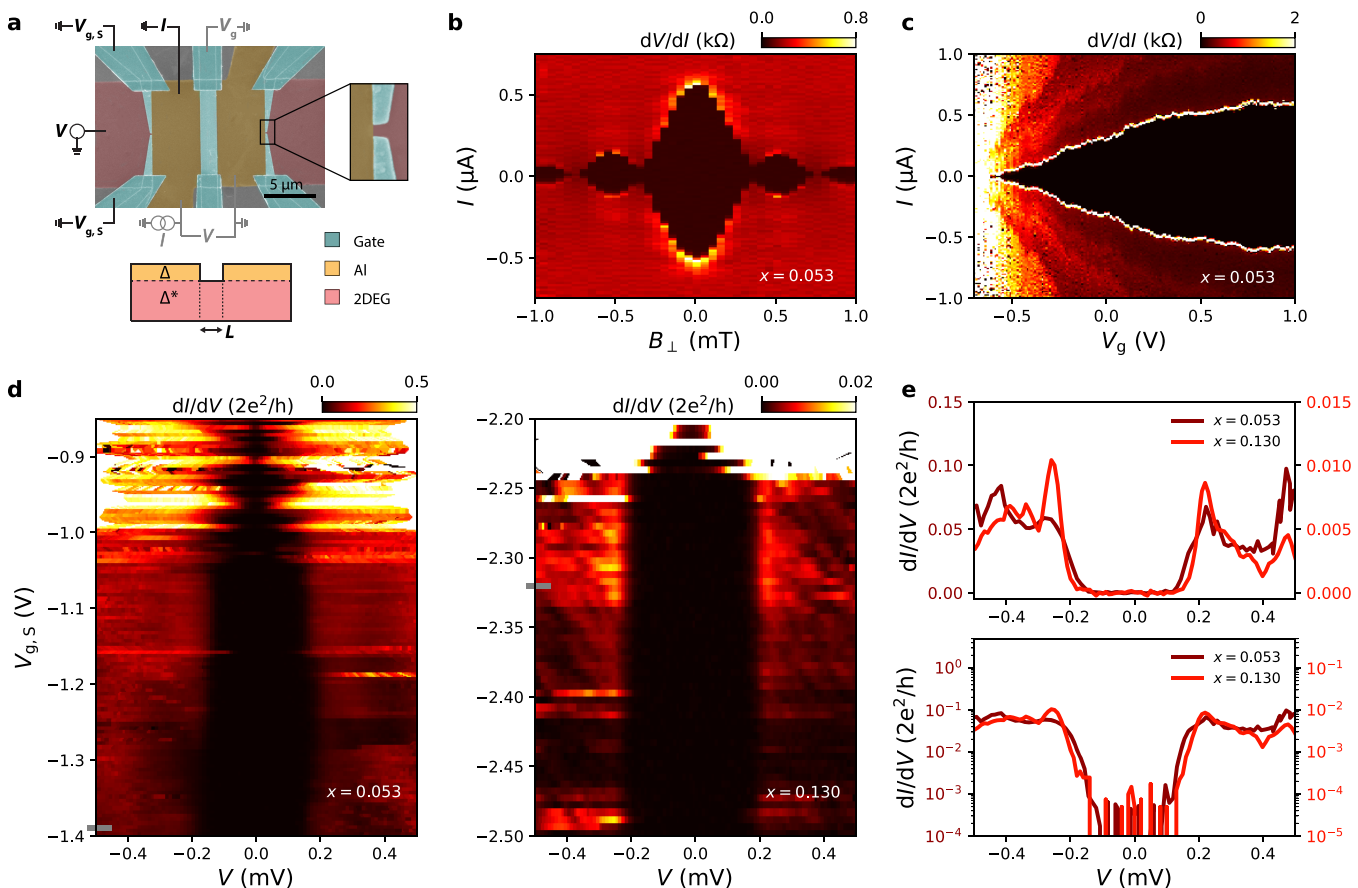 a
V_g,S
I
V_g
V
5 μm
V_g,S
I
V
Gate
Al
2DEG
Δ
Δ*
L
b
0.0 0.8
dV/dI (kΩ)
1.0
0.5
0.0
−0.5
−1.0
I (μA)
x = 0.053
−1.0 −0.5 0.0 0.5 1.0
B_⊥ (mT)
c
0 2
dV/dI (kΩ)
1.0
0.5
0.0
−0.5
−1.0
I (μA)
x = 0.053
−0.5 0.0 0.5 1.0
V_g (V)
d
0.0 0.5
dI/dV (2e²/h)
−0.9
−1.0
−1.1
−1.2
−1.3
−1.4
V_g,S (V)
x = 0.053
−0.4 −0.2 0.0 0.2 0.4
V (mV)
0.00 0.02
dI/dV (2e²/h)
−2.20
−2.25
−2.30
−2.35
−2.40
−2.45
−2.50
x = 0.130
−0.4 −0.2 0.0 0.2 0.4
V (mV)
e
0.15 0.015
x = 0.053
x = 0.130
0.10 0.010
0.05 0.005
0.00 0.000
dI/dV (2e²/h)
−0.4 −0.2 0.0 0.2 0.4
x = 0.053
x = 0.130
10⁰ 10⁻¹
10⁻¹ 10⁻²
10⁻² 10⁻³
10⁻³ 10⁻⁴
10⁻⁴ 10⁻⁵
dI/dV (2e²/h)
−0.4 −0.2 0.0 0.2 0.4
V (mV)